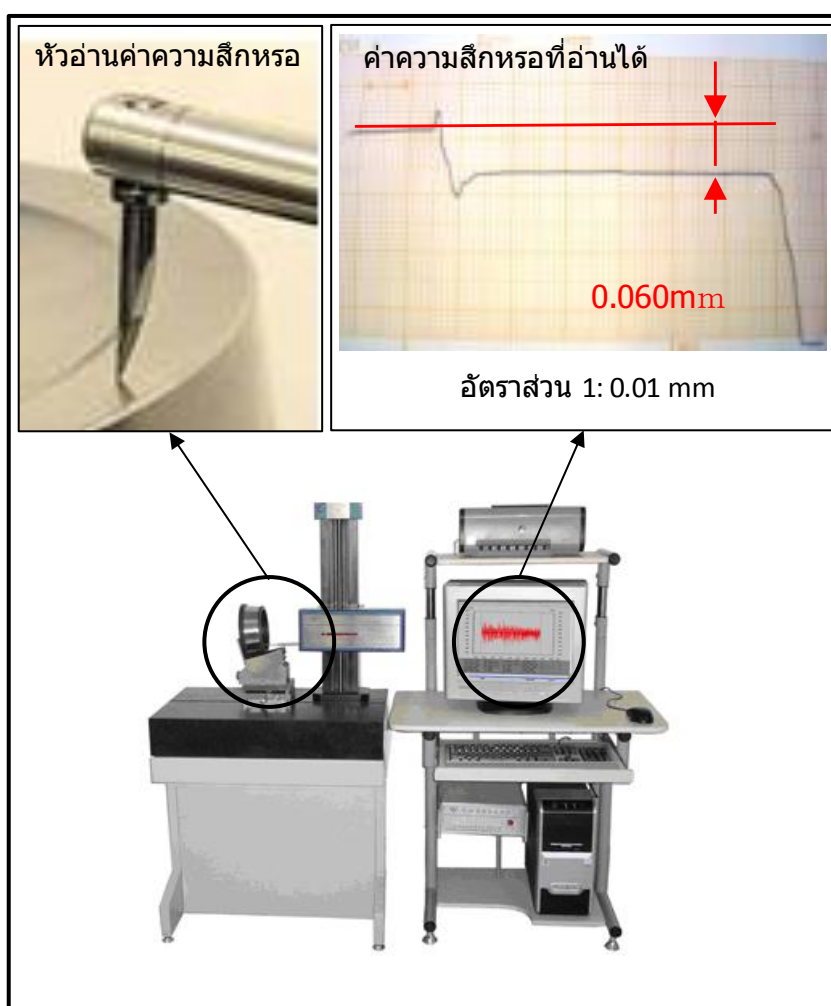 หัวอ่านค่าความสึกหรอ
ค่าความสึกหรอที่อ่านได้
0.060mm
อัตราส่วน 1: 0.01 mm